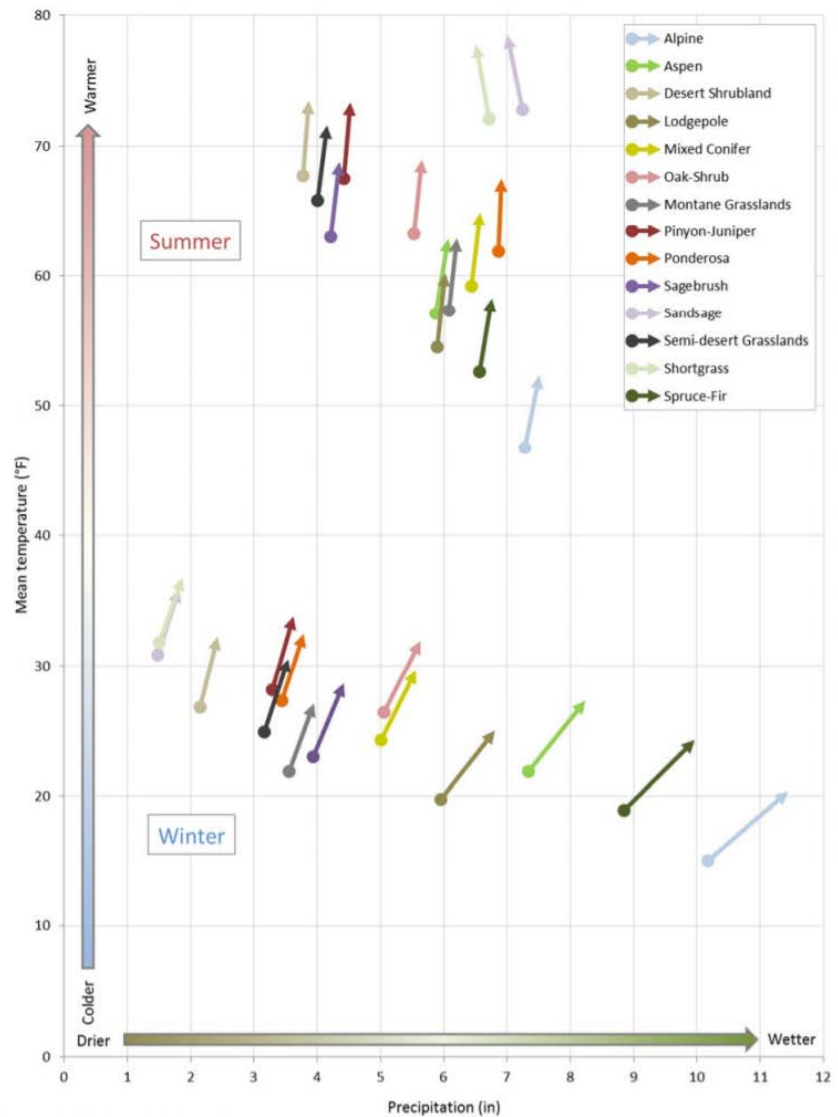 80
70
60
50
40
30
20
10
0
Mean temperature (°F)
Warmer
Colder
Summer
Winter
Alpine
Aspen
Desert Shrubland
Lodgepole
Mixed Conifer
Oak-Shrub
Montane Grasslands
Pinyon-Juniper
Ponderosa
Sagebrush
Sandsage
Semi-desert Grasslands
Shortgrass
Spruce-Fir
Drier
Wetter
0 1 2 3 4 5 6 7 8 9 10 11 12
Precipitation (in)